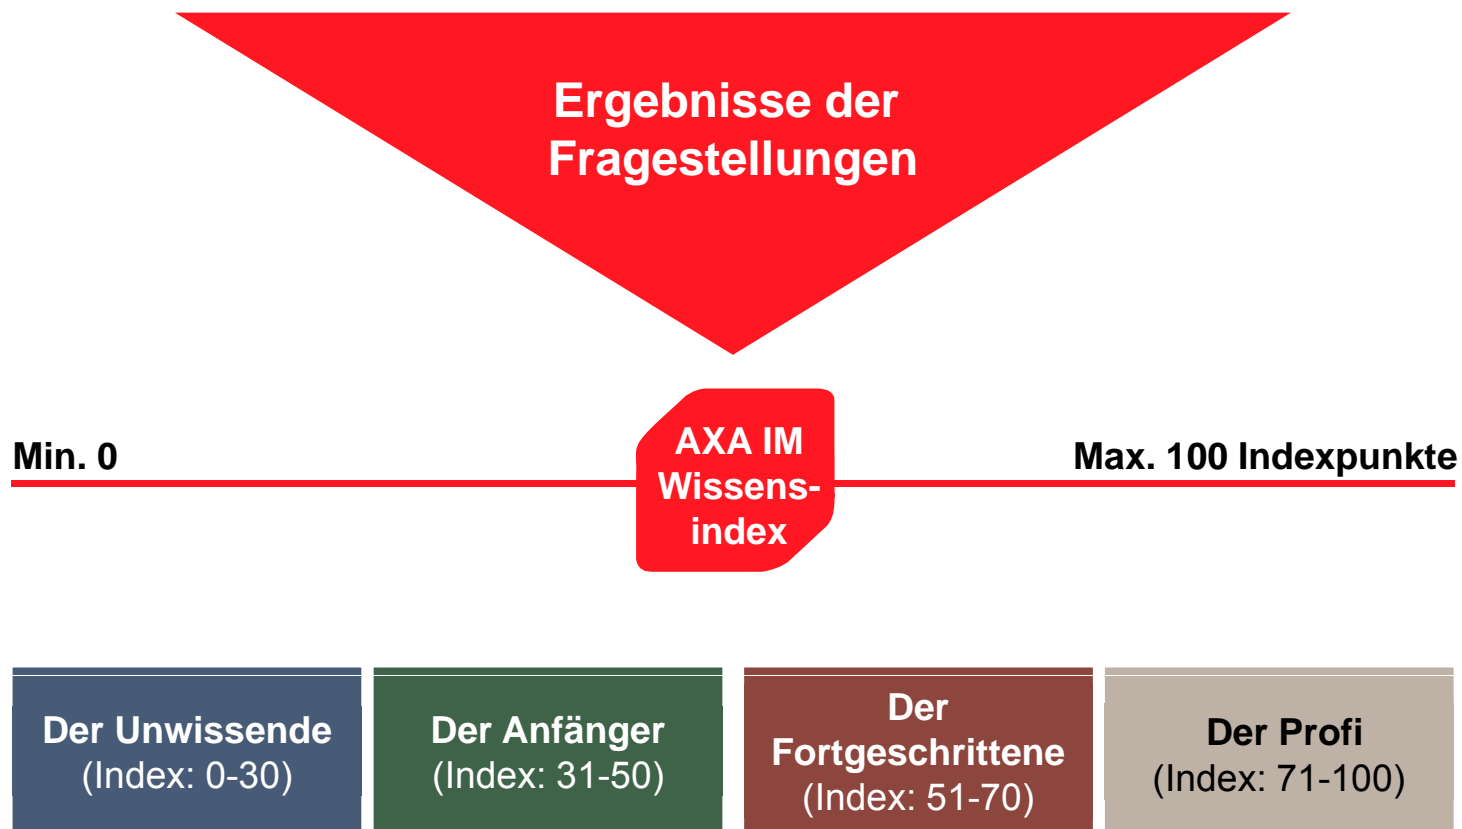 Ergebnisse der
Fragestellungen
AXA IM
Wissens-
index
Min. 0
Max. 100 Indexpunkte
Der Unwissende
(Index: 0-30)
Der Anfänger
(Index: 31-50)
Der
Fortgeschrittene
(Index: 51-70)
Der Profi
(Index: 71-100)